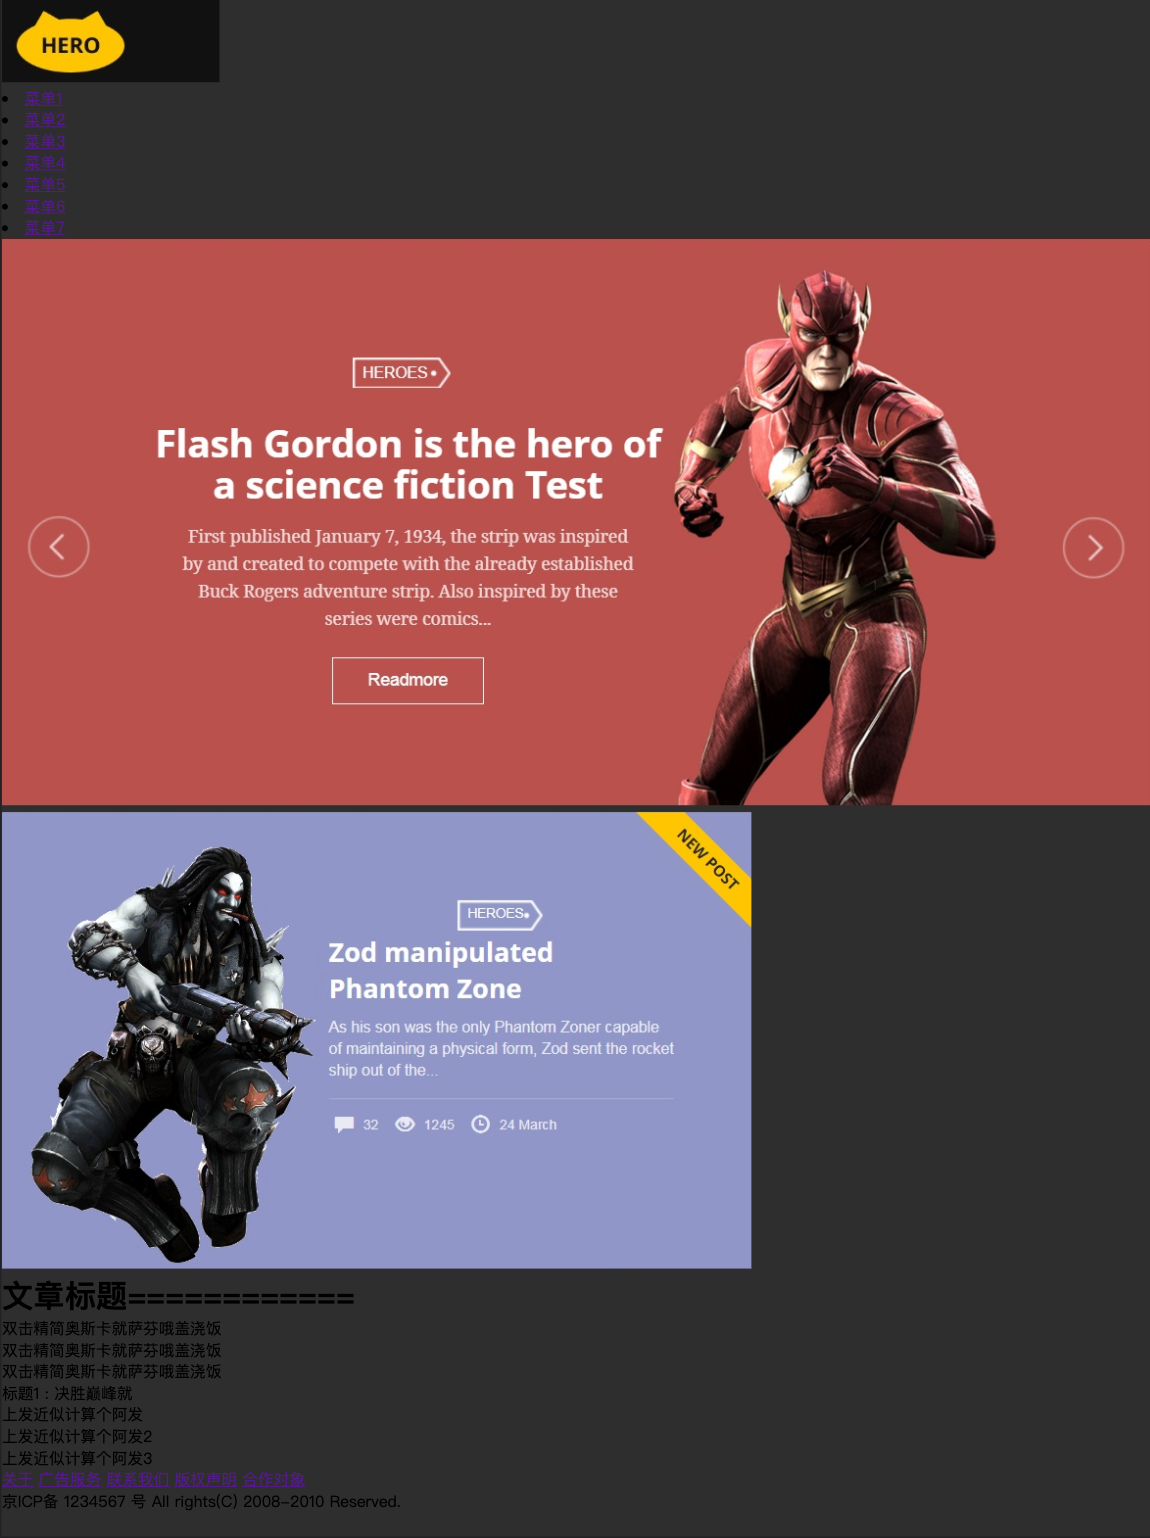 HERO
菜单1
菜单2
菜单3
菜单4
菜单5
菜单6
菜单7
HEROES
Flash Gordon is the hero of
a science fiction Test
First published January 7, 1934, the strip was inspired
by and created to compete with the already established
Buck Rogers adventure strip. Also inspired by these
series were comics...
Readmore
NEW POST
HEROES
Zod manipulated
Phantom Zone
As his son was the only Phantom Zoner capable
of maintaining a physical form, Zod sent the rocket
ship out of the...
32 1245 24 March
文章标题============
双击精简奥斯卡就萨芬哦盖浇饭
双击精简奥斯卡就萨芬哦盖浇饭
双击精简奥斯卡就萨芬哦盖浇饭
标题1：决胜巅峰就
上发近似计算个阿发
上发近似计算个阿发2
上发近似计算个阿发3
关于 广告服务 联系我们 版权声明 合作对象
京ICP备 1234567 号 All rights(C) 2008-2010 Reserved.